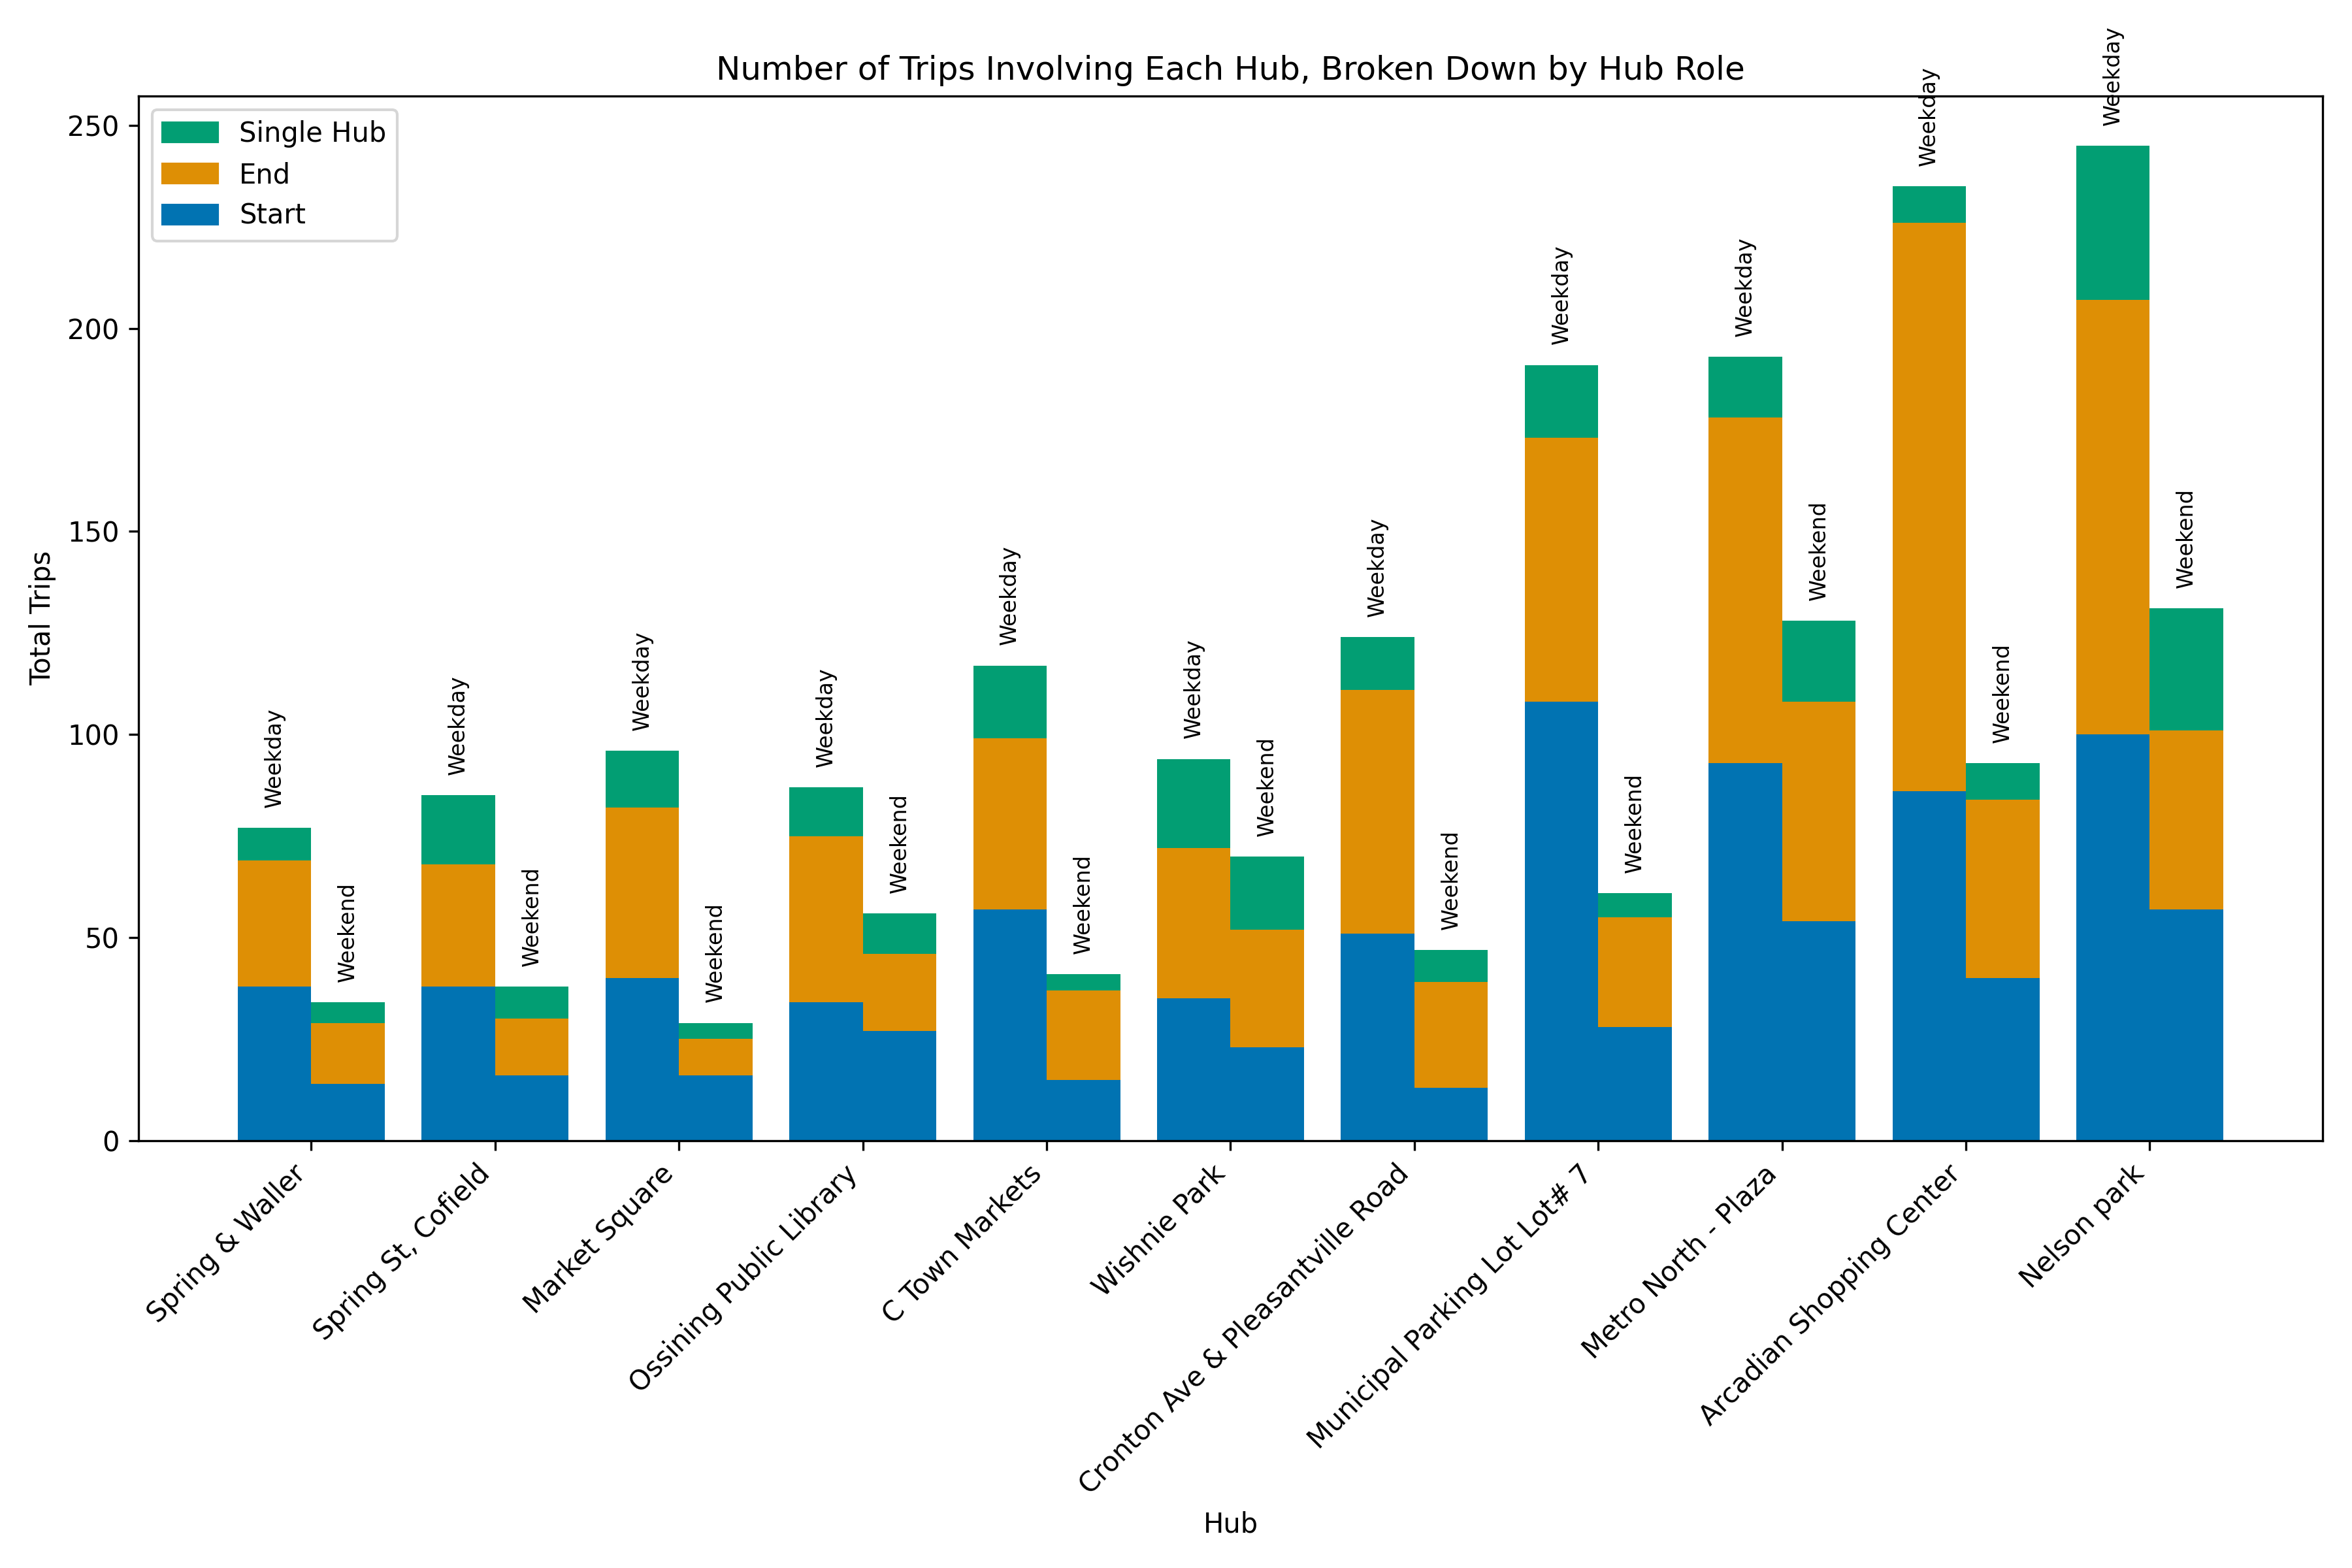 Number of Trips Involving Each Hub, Broken Down by Hub Role
Single Hub
End
Start
Total Trips
250
200
150
100
50
0
Weekday
Weekend
Weekday
Weekend
Weekday
Weekend
Weekday
Weekend
Weekday
Weekend
Weekday
Weekend
Weekday
Weekend
Weekday
Weekend
Weekday
Weekend
Weekday
Weekend
Weekday
Weekend
Spring & Waller
Spring St, Cofield
Market Square
Ossining Public Library
C Town Markets
Wishnie Park
Cronton Ave & Pleasantville Road
Municipal Parking Lot Lot# 7
Metro North - Plaza
Arcadian Shopping Center
Nelson park
Hub